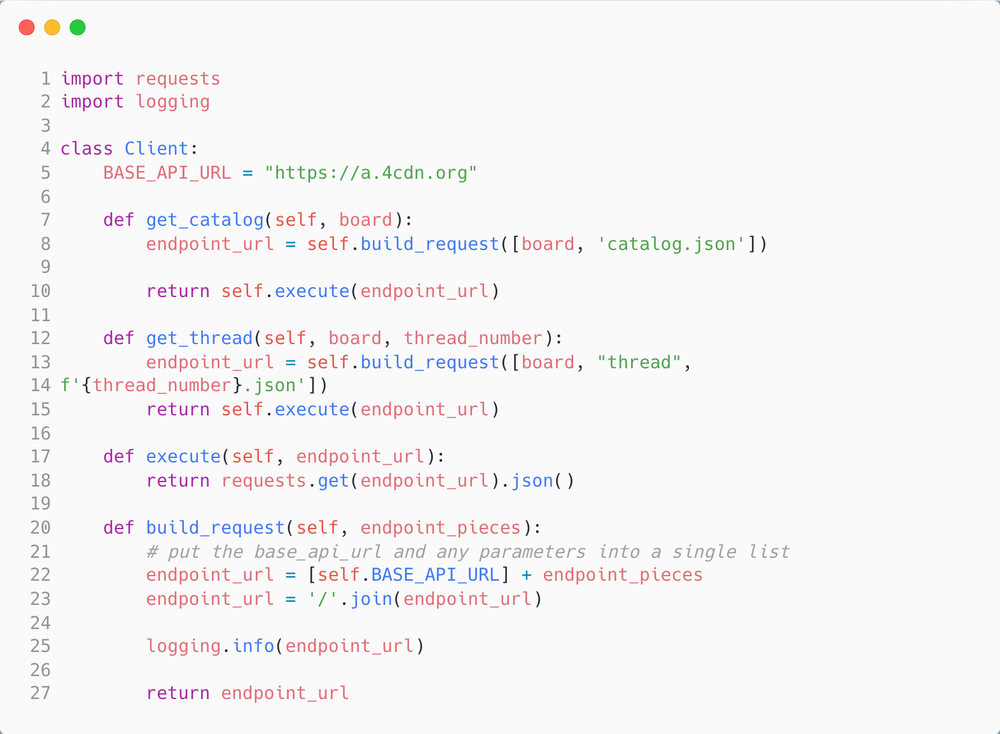 1 import requests
2 import logging
3
4 class Client:
5     BASE_API_URL = "https://a.4cdn.org"
6
7     def get_catalog(self, board):
8         endpoint_url = self.build_request([board, 'catalog.json'])
9
10         return self.execute(endpoint_url)
11
12     def get_thread(self, board, thread_number):
13         endpoint_url = self.build_request([board, "thread",
14 f'{thread_number}.json'])
15         return self.execute(endpoint_url)
16
17     def execute(self, endpoint_url):
18         return requests.get(endpoint_url).json()
19
20     def build_request(self, endpoint_pieces):
21         # put the base_api_url and any parameters into a single list
22         endpoint_url = [self.BASE_API_URL] + endpoint_pieces
23         endpoint_url = '/'.join(endpoint_url)
24
25         logging.info(endpoint_url)
26
27         return endpoint_url